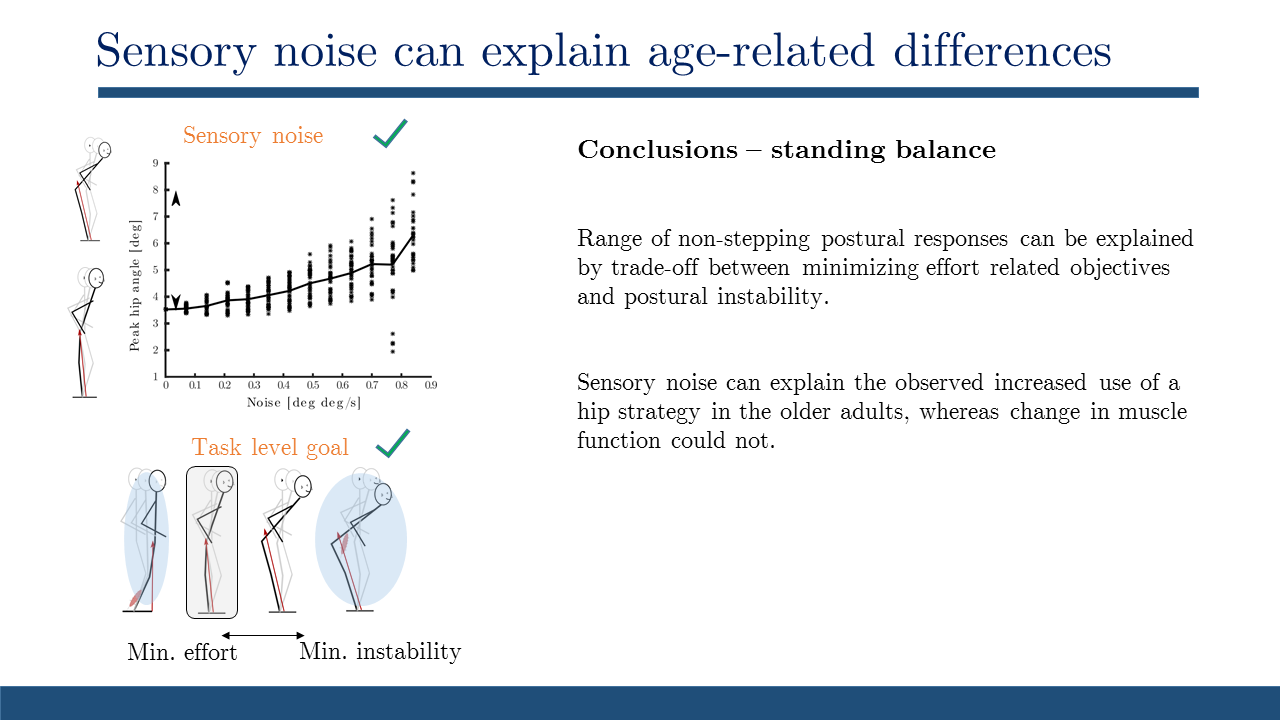 Sensory noise can explain age-related differences
Sensory noise
9
8
7
6
5
4
3
2
1
Peak hip angle [deg]
0 0.1 0.2 0.3 0.4 0.5 0.6 0.7 0.8 0.9
Noise [deg deg/s]
Task level goal
Min. effort
Min. instability
Conclusions – standing balance
Range of non-stepping postural responses can be explained
by trade-off between minimizing effort related objectives
and postural instability.
Sensory noise can explain the observed increased use of a
hip strategy in the older adults, whereas change in muscle
function could not.